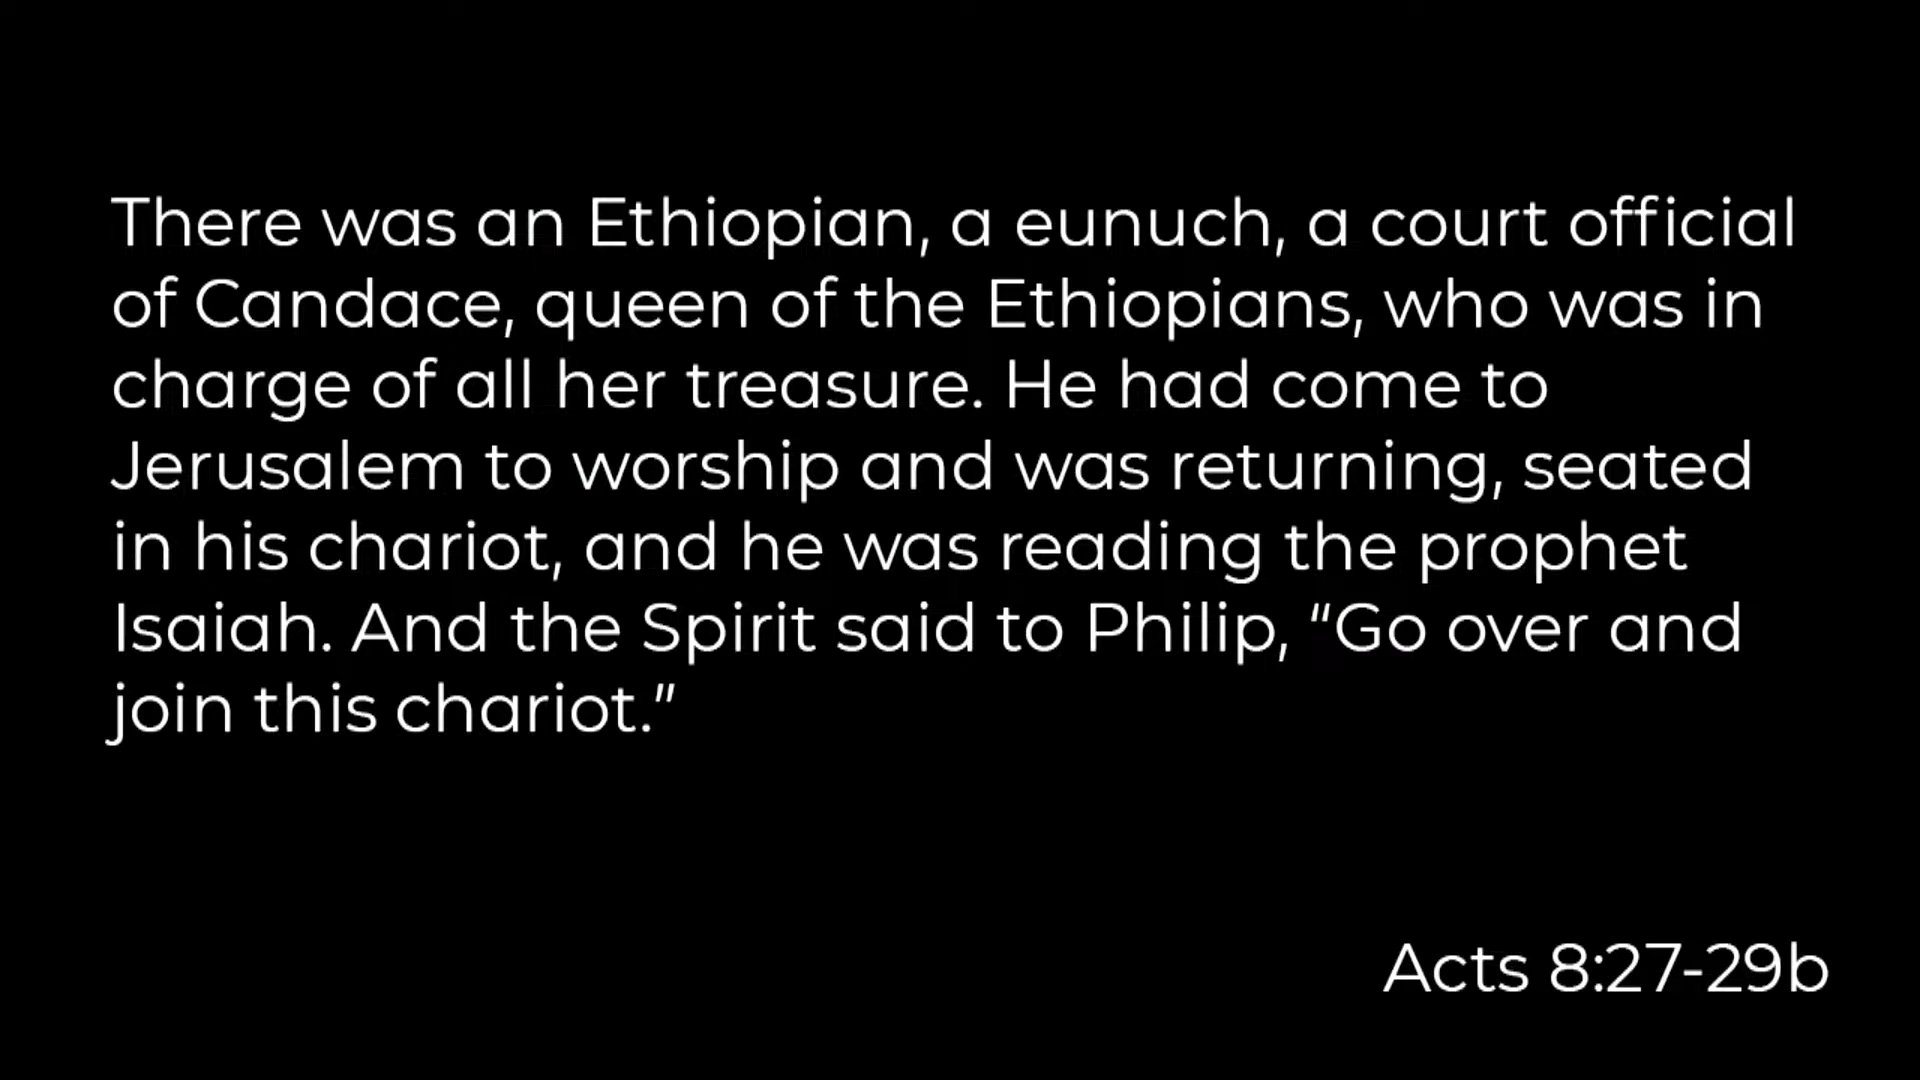 There was an Ethiopian, a eunuch, a court official
of Candace, queen of the Ethiopians, who was in
charge of all her treasure. He had come to
Jerusalem to worship and was returning, seated
in his chariot, and he was reading the prophet
Isaiah. And the Spirit said to Philip, “Go over and
join this chariot.”
Acts 8:27-29b